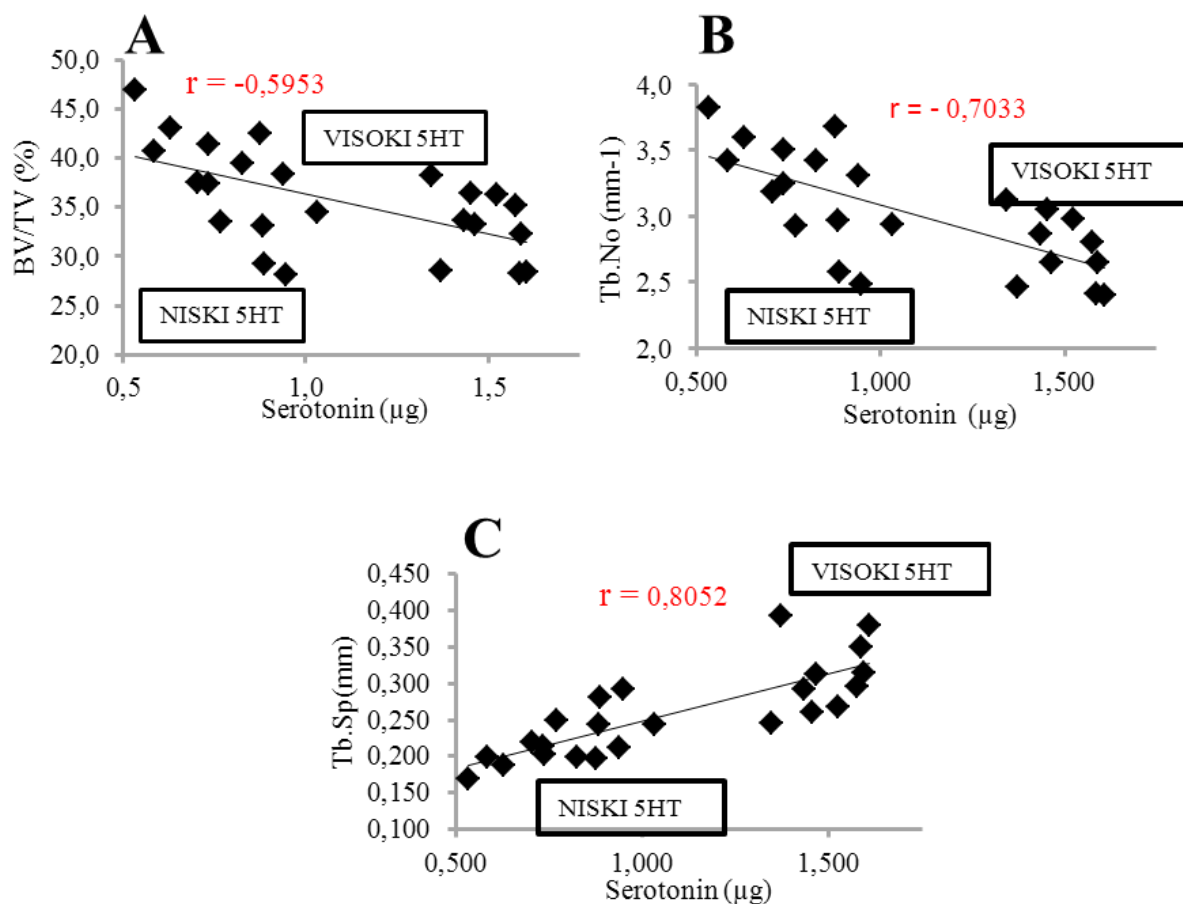 A
BV/TV (%)
50,0
45,0
40,0
35,0
30,0
25,0
20,0
r = -0,5953
VISOKI 5HT
NISKI 5HT
0,5 1,0 1,5
Serotonin (µg)
B
Tb.No (mm-1)
4,0
3,5
3,0
2,5
2,0
r = - 0,7033
VISOKI 5HT
NISKI 5HT
0,500 1,000 1,500
Serotonin (µg)
C
Tb.Sp(mm)
0,450
0,400
0,350
0,300
0,250
0,200
0,150
0,100
r = 0,8052
VISOKI 5HT
NISKI 5HT
0,500 1,000 1,500
Serotonin (µg)